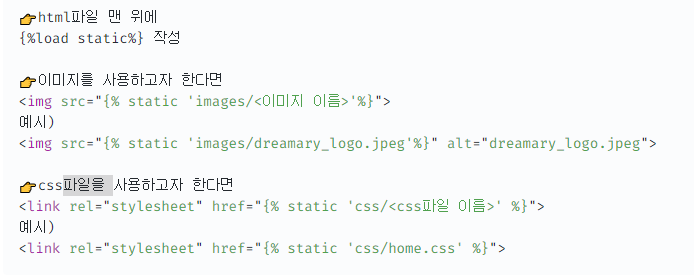 👉html파일 맨 위에
{%load static%} 작성
👉이미지를 사용하고자 한다면
<img src="{% static 'images/<이미지 이름>'%}">
예시)
<img src="{% static 'images/dreamary_logo.jpeg'%}" alt="dreamary_logo.jpeg">
👉css파일을 사용하고자 한다면
<link rel="stylesheet" href="{% static 'css/<css파일 이름>' %}">
예시)
<link rel="stylesheet" href="{% static 'css/home.css' %}">